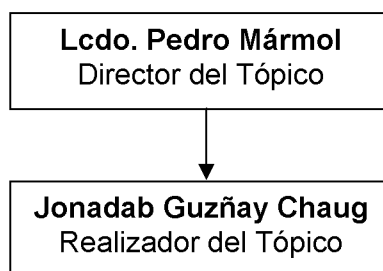 Lcdo. Pedro Mármol
Director del Tópico
Jonadab Guzñay Chaug
Realizador del Tópico